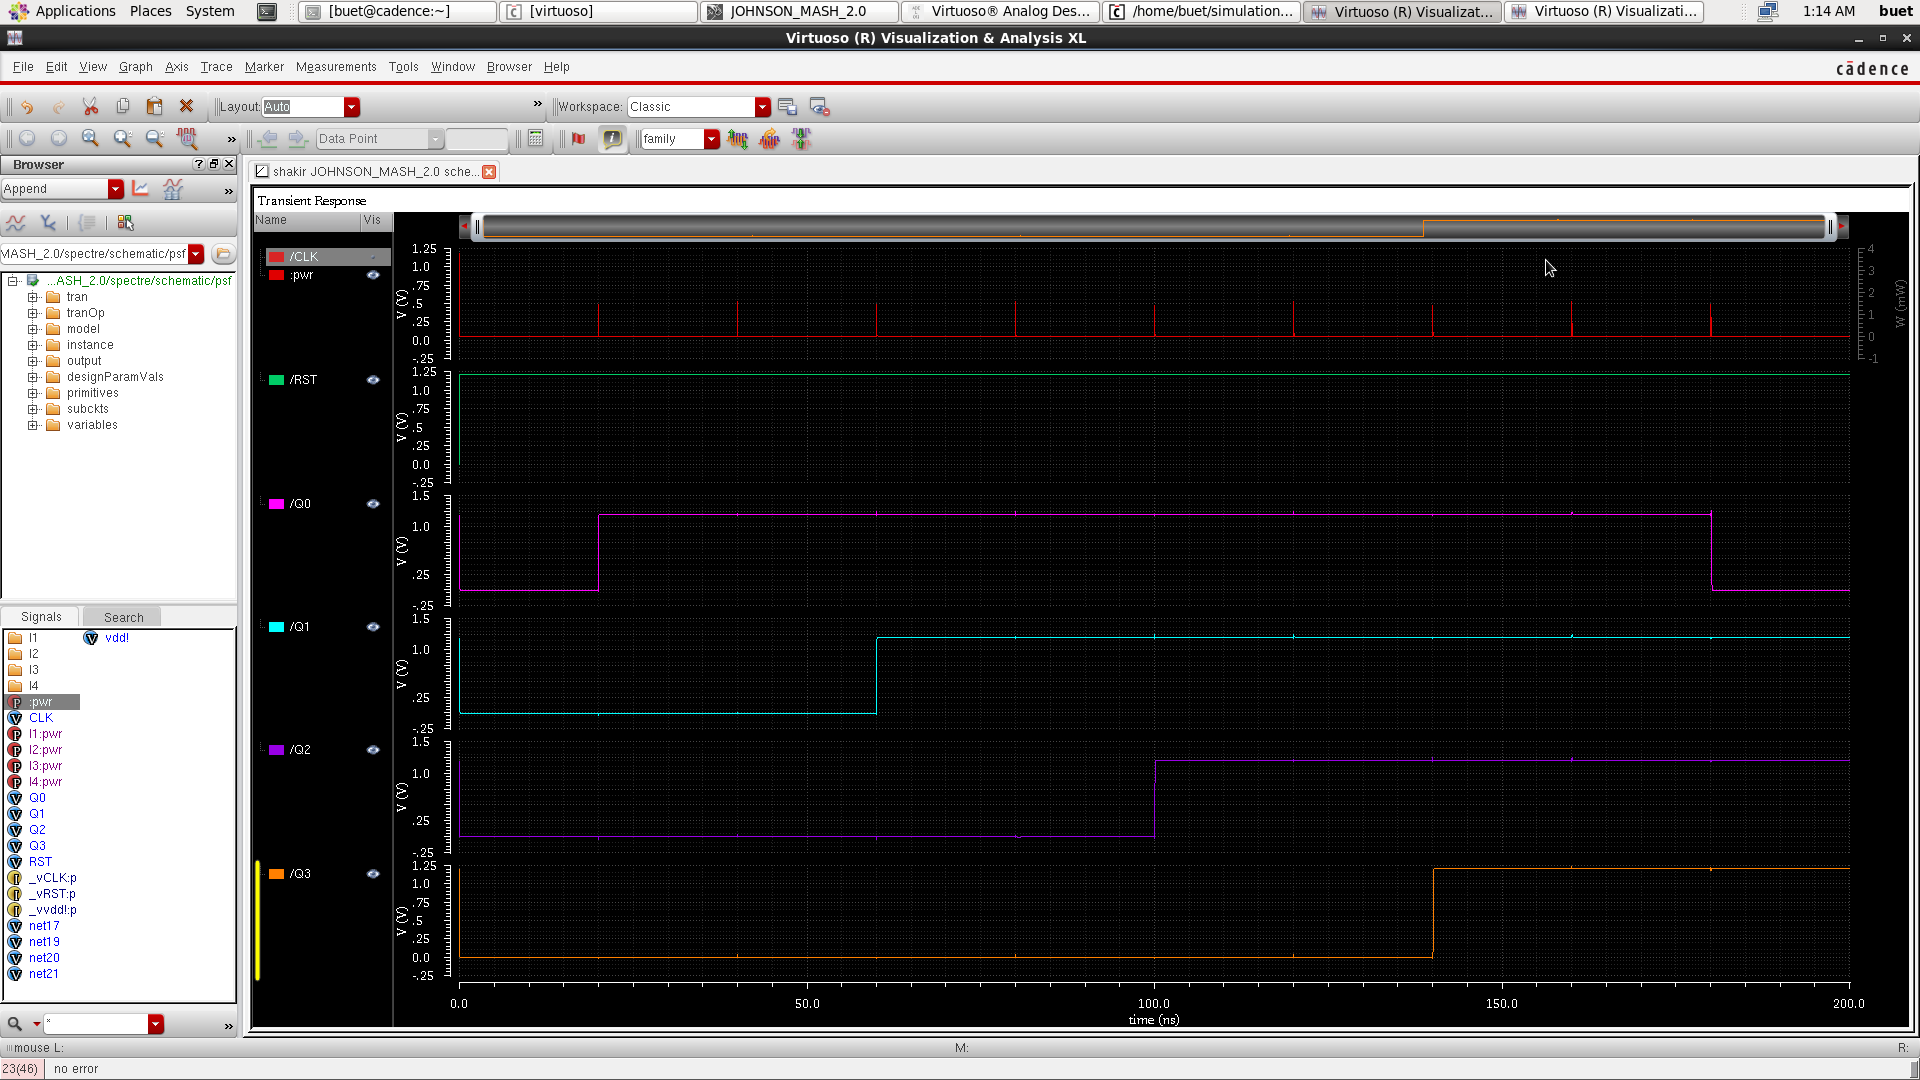 Applications Places System [buet@cadence:~] [virtuoso] JOHNSON_MASH_2.0 Virtuoso® Analog Des... /home/buet/simulation... Virtuoso (R) Visualizat... Virtuoso (R) Visualizati... 1:14 AM buet
Virtuoso (R) Visualization & Analysis XL
File Edit View Graph Axis Trace Marker Measurements Tools Window Browser Help
cādence
Layout: Auto » Workspace: Classic
» Data Point family
Browser
shakir JOHNSON_MASH_2.0 sche...
Append »
Transient Response
Name Vis
MASH_2.0/spectre/schematic/psf
...ASH_2.0/spectre/schematic/psf
tran
tranOp
model
instance
output
designParamVals
primitives
subckts
variables
/CLK
:pwr
1.25
1.0
.75
.5
.25
0.0
-.25
V (V)
4
3
2
1
0
-1
W (mW)
/RST
1.25
1.0
.75
.5
.25
0.0
-.25
V (V)
/Q0
1.5
1.0
.25
-.25
V (V)
/Q1
1.5
1.0
.25
-.25
V (V)
/Q2
1.5
1.0
.25
-.25
V (V)
/Q3
1.25
1.0
.75
.5
.25
0.0
-.25
V (V)
0.0 50.0 100.0 150.0 200.0
time (ns)
Signals Search
I1 vdd!
I2
I3
I4
:pwr
CLK
I1:pwr
I2:pwr
I3:pwr
I4:pwr
Q0
Q1
Q2
Q3
RST
_vCLK:p
_vRST:p
_vvdd!:p
net17
net19
net20
net21
* »
mouse L: M: R:
23(46) no error